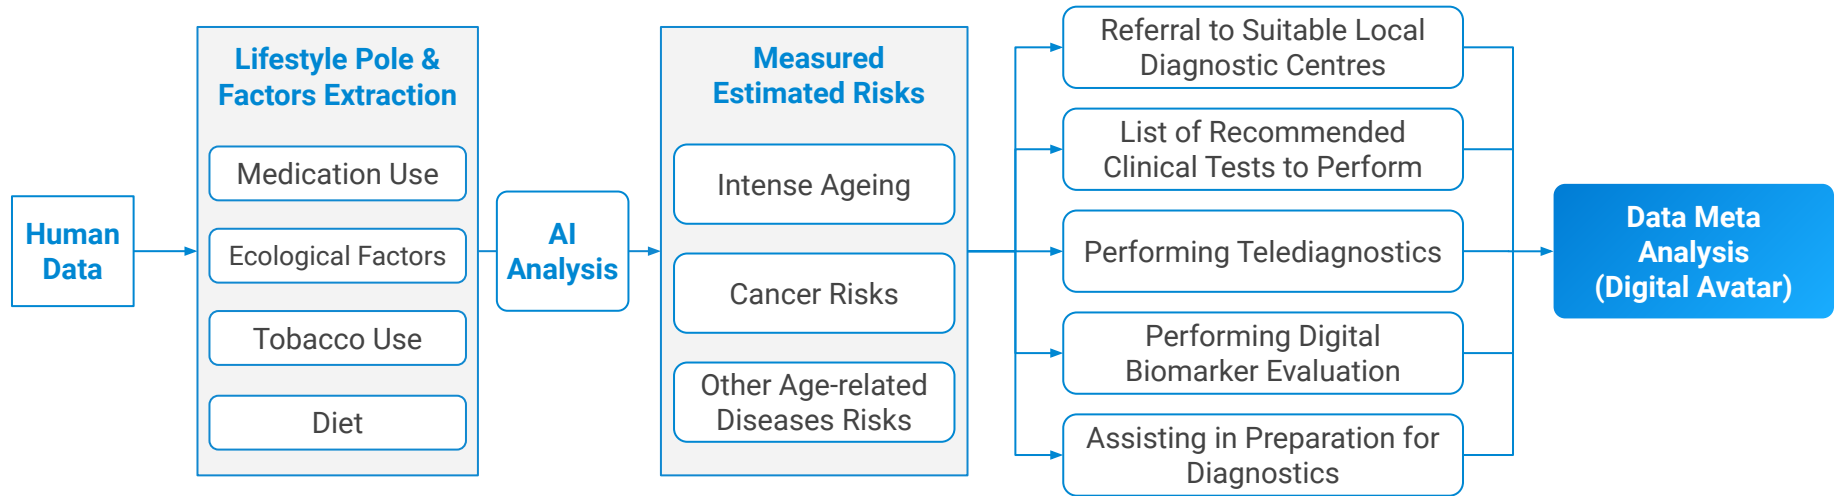 Human
Data
Lifestyle Pole &
Factors Extraction
Medication Use
Ecological Factors
Tobacco Use
Diet
AI
Analysis
Measured
Estimated Risks
Intense Ageing
Cancer Risks
Other Age-related
Diseases Risks
Referral to Suitable Local
Diagnostic Centres
List of Recommended
Clinical Tests to Perform
Performing Telediagnostics
Performing Digital
Biomarker Evaluation
Assisting in Preparation for
Diagnostics
Data Meta
Analysis
(Digital Avatar)